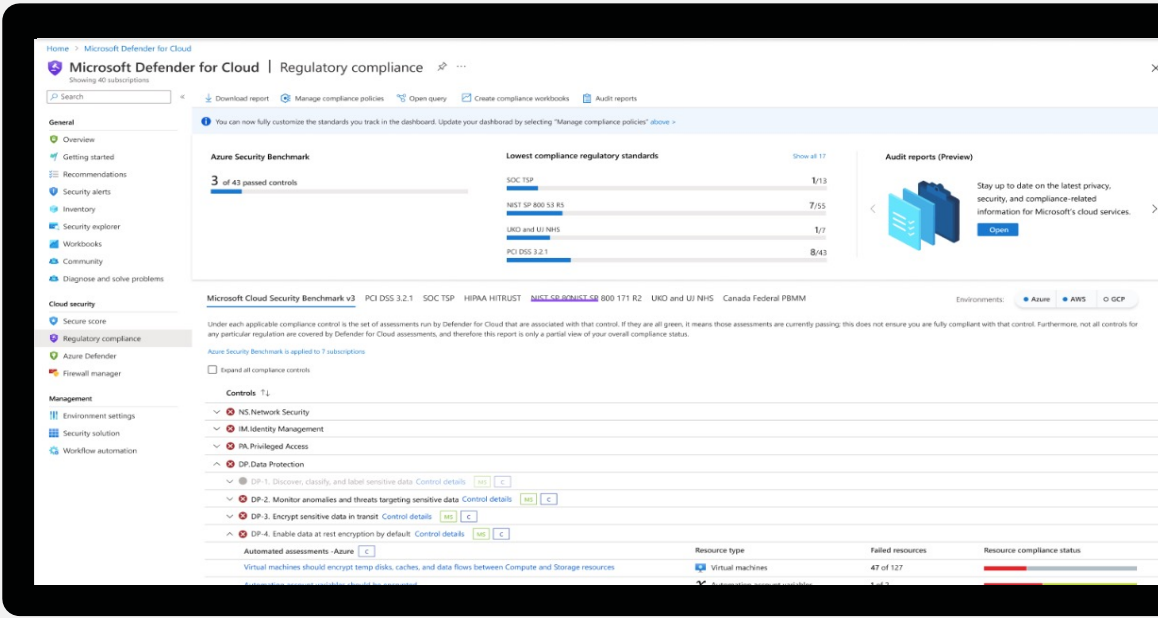 Home > Microsoft Defender for Cloud
Microsoft Defender for Cloud | Regulatory compliance ···
Showing 40 subscriptions
Search «
Download report Manage compliance policies Open query Create compliance workbooks Audit reports
General
Overview
Getting started
Recommendations
Security alerts
Inventory
Security explorer
Workbooks
Community
Diagnose and solve problems
Cloud security
Secure score
Regulatory compliance
Azure Defender
Firewall manager
Management
Environment settings
Security solution
Workflow automation
You can now fully customize the standards you track in the dashboard. Update your dashborad by selecting "Manage compliance policies" above >
Azure Security Benchmark
3 of 43 passed controls
Lowest compliance regulatory standards Show all 17
SOC TSP 1/13
NIST SP 800 53 R5 7/55
UKO and UJ NHS 1/7
PCI DSS 3.2.1 8/43
Audit reports (Preview)
Stay up to date on the latest privacy,
security, and compliance-related
information for Microsoft's cloud services.
Open
Microsoft Cloud Security Benchmark v3 PCI DSS 3.2.1 SOC TSP HIPAA HITRUST NIST SP 80NIST SP 800 171 R2 UKO and UJ NHS Canada Federal PBMM
Environments: Azure AWS GCP
Under each applicable compliance control is the set of assessments run by Defender for Cloud that are associated with that control. If they are all green, it means those assessments are currently passing; this does not ensure you are fully compliant with that control. Furthermore, not all controls for
any particular regulation are covered by Defender for Cloud assessments, and therefore this report is only a partial view of your overall compliance status.
Azure Security Benchmark is applied to 7 subscriptions
Expand all compliance controls
Controls ↑↓
NS.Network Security
IM.Identity Management
PA.Privileged Access
DP.Data Protection
DP-1. Discover, classify, and label sensitive data Control details MS C
DP-2. Monitor anomalies and threats targeting sensitive data Control details MS C
DP-3. Encrypt sensitive data in transit Control details MS C
DP-4. Enable data at rest encryption by default Control details MS C
Automated assessments -Azure C Resource type Failed resources Resource compliance status
Virtual machines should encrypt temp disks, caches, and data flows between Compute and Storage resources Virtual machines 47 of 127
Automation account variables should be encrypted Automation account variables 1 of 2